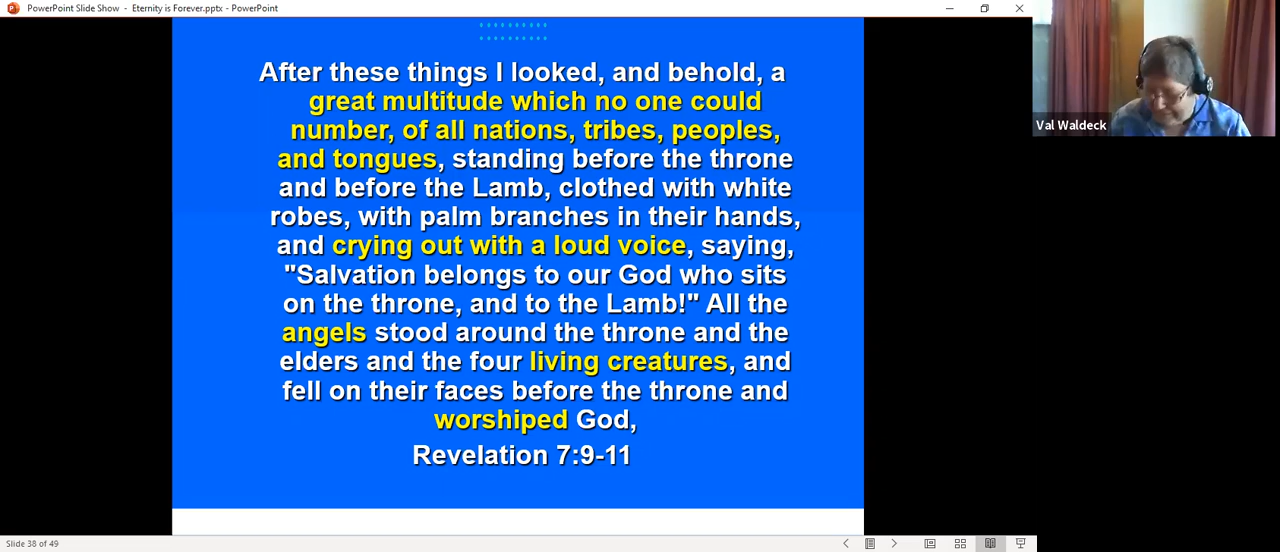 PowerPoint Slide Show - Eternity is Forever.pptx - PowerPoint
After these things I looked, and behold, a
great multitude which no one could
number, of all nations, tribes, peoples,
and tongues, standing before the throne
and before the Lamb, clothed with white
robes, with palm branches in their hands,
and crying out with a loud voice, saying,
"Salvation belongs to our God who sits
on the throne, and to the Lamb!" All the
angels stood around the throne and the
elders and the four living creatures, and
fell on their faces before the throne and
worshiped God,
Revelation 7:9-11
Val Waldeck
Slide 38 of 49